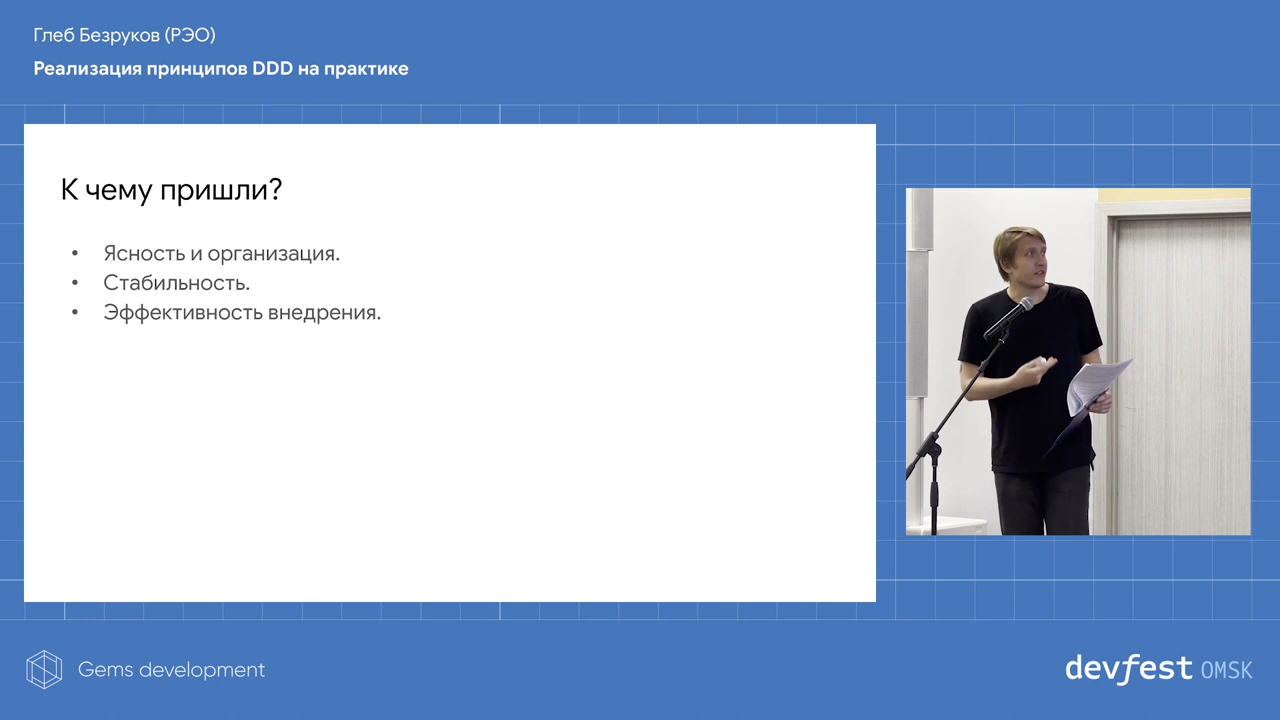 Глеб Безруков (РЭО)
Реализация принципов DDD на практике
К чему пришли?
• Ясность и организация.
• Стабильность.
• Эффективность внедрения.
Gems development
devfest OMSK